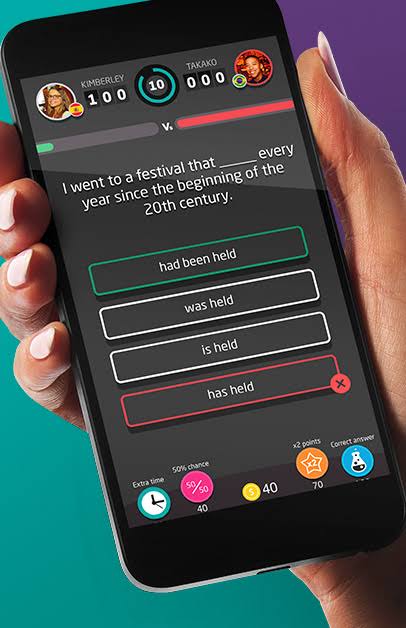 KIMBERLEY
TAKAKO
1 0 0
10
0 0 0
Vs
I went to a festival that _____ every
year since the beginning of the
20th century.
had been held
was held
is held
has held
Extra time
50% chance
x2 points
Correct answer
50/50
x2
40
$ 40
70